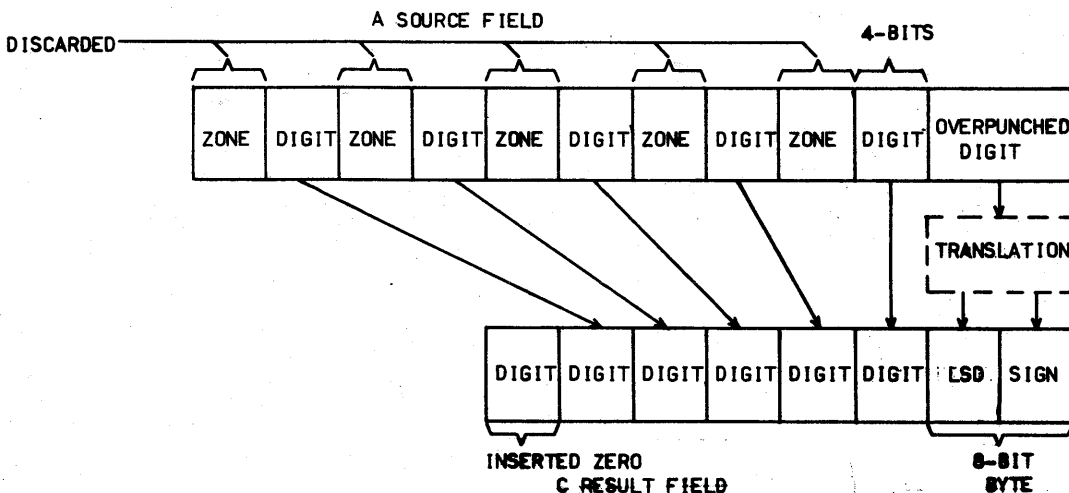 A SOURCE FIELD
DISCARDED
4-BITS
ZONE DIGIT ZONE DIGIT ZONE DIGIT ZONE DIGIT ZONE DIGIT OVERPUNCHED DIGIT
TRANSLATION
DIGIT DIGIT DIGIT DIGIT DIGIT DIGIT LSD SIGN
INSERTED ZERO
8-BIT
C RESULT FIELD
BYTE